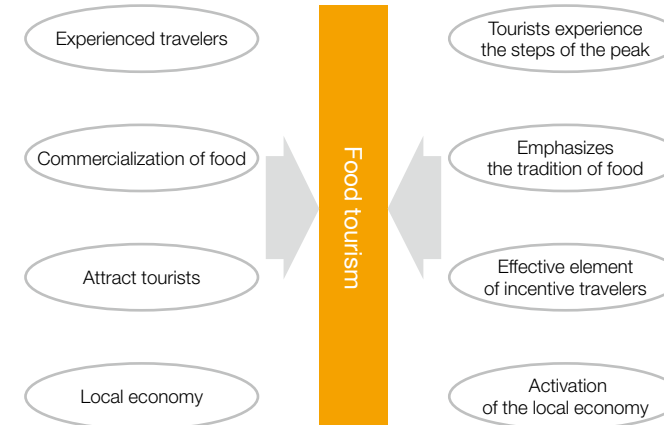 Experienced travelers
Commercialization of food
Attract tourists
Local economy
Food tourism
Tourists experience
the steps of the peak
Emphasizes
the tradition of food
Effective element
of incentive travelers
Activation
of the local economy